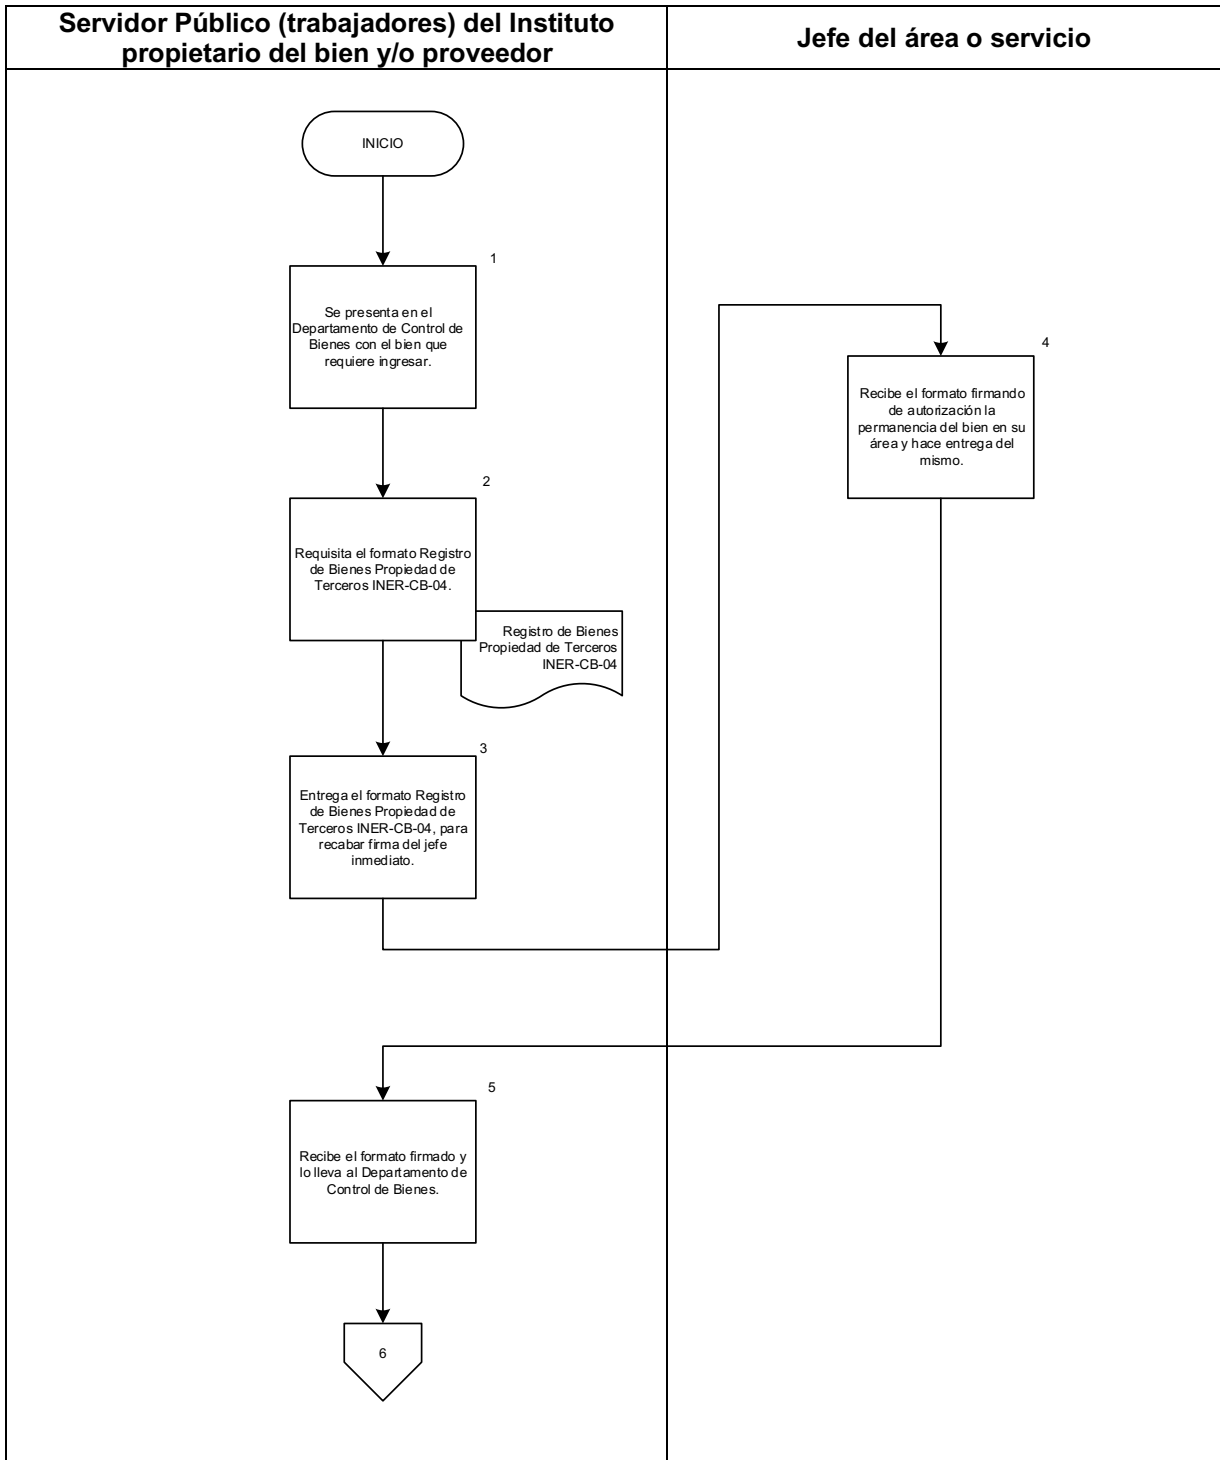 Servidor Público (trabajadores) del Instituto
propietario del bien y/o proveedor
Jefe del área o servicio
INICIO
1
Se presenta en el
Departamento de Control de
Bienes con el bien que
requiere ingresar.
2
Requisita el formato Registro
de Bienes Propiedad de
Terceros INER-CB-04.
Registro de Bienes
Propiedad de Terceros
INER-CB-04
3
Entrega el formato Registro
de Bienes Propiedad de
Terceros INER-CB-04, para
recabar firma del jefe
inmediato.
4
Recibe el formato firmando
de autorización la
permanencia del bien en su
área y hace entrega del
mismo.
5
Recibe el formato firmado y
lo lleva al Departamento de
Control de Bienes.
6